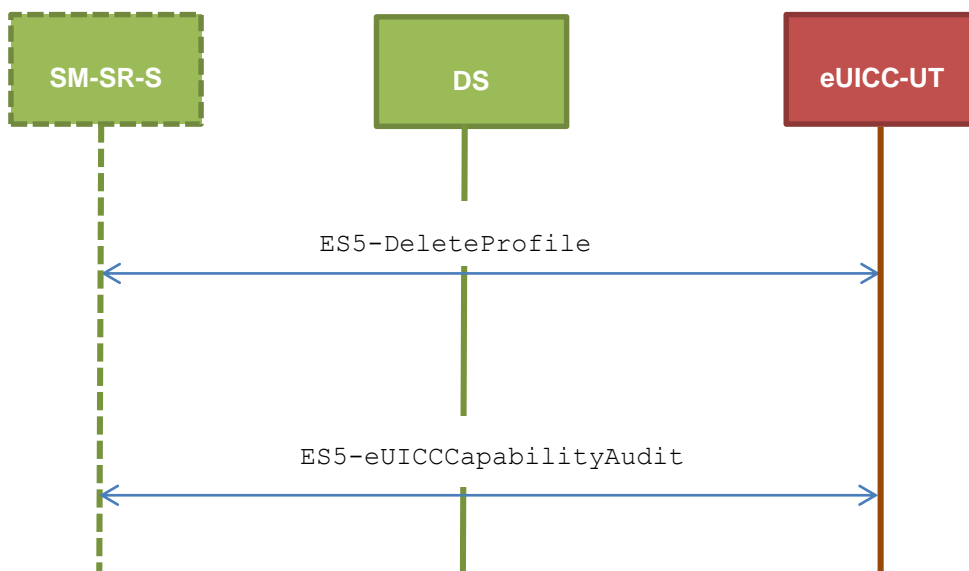 SM-SR-S
DS
eUICC-UT
ES5-DeleteProfile
ES5-eUICCCapabilityAudit